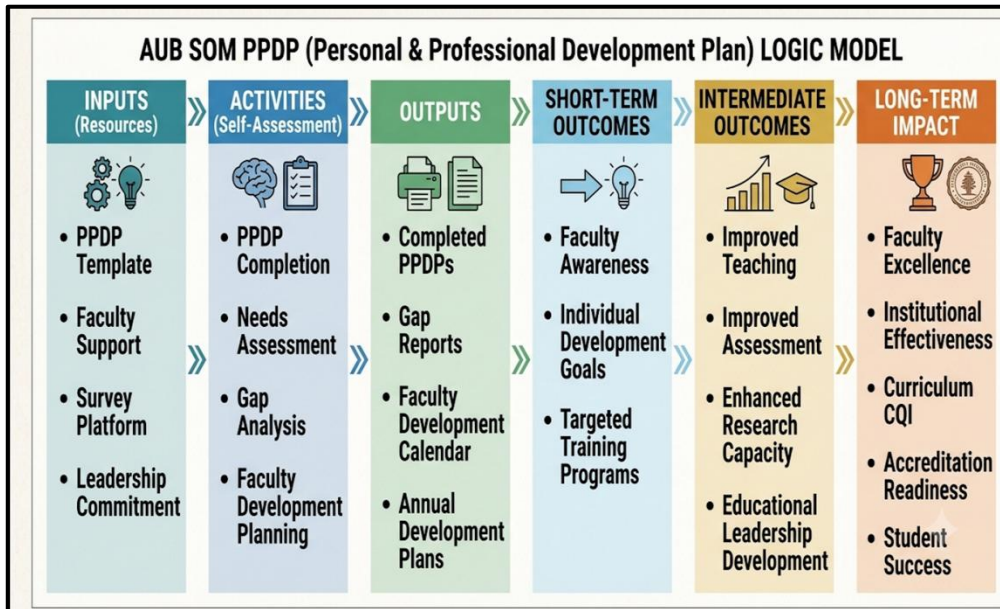 AUB SOM PPDP (Personal & Professional Development Plan) LOGIC MODEL
INPUTS
(Resources)
• PPDP
Template
• Faculty
Support
• Survey
Platform
• Leadership
Commitment
ACTIVITIES
(Self-Assessment)
• PPDP
Completion
• Needs
Assessment
• Gap
Analysis
• Faculty
Development
Planning
OUTPUTS
• Completed
PPDPs
• Gap
Reports
• Faculty
Development
Calendar
• Annual
Development
Plans
SHORT-TERM
OUTCOMES
• Faculty
Awareness
• Individual
Development
Goals
• Targeted
Training
Programs
INTERMEDIATE
OUTCOMES
• Improved
Teaching
• Improved
Assessment
• Enhanced
Research
Capacity
• Educational
Leadership
Development
LONG-TERM
IMPACT
• Faculty
Excellence
• Institutional
Effectiveness
• Curriculum
CQI
• Accreditation
Readiness
• Student
Success